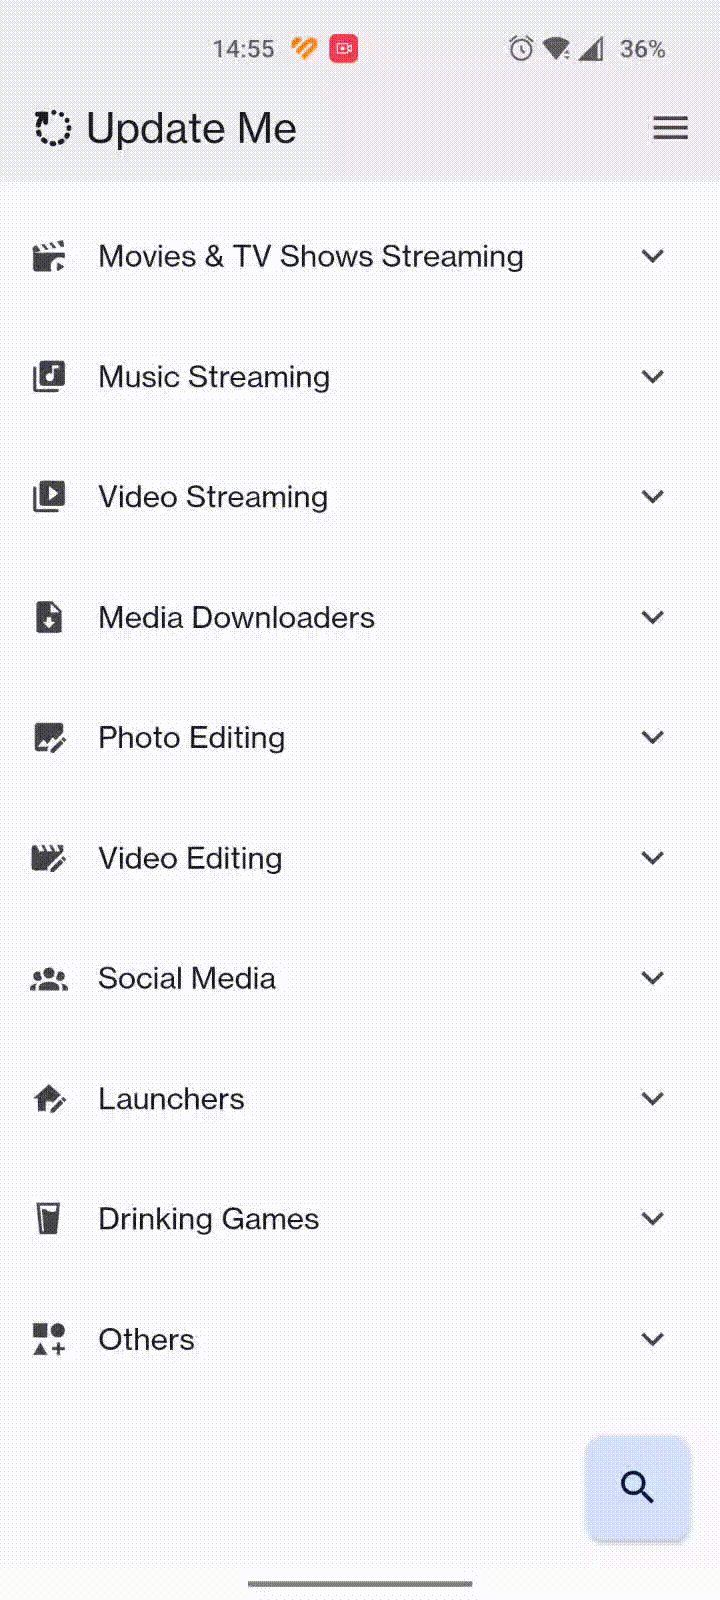 14:55 36%
Update Me
Movies & TV Shows Streaming
Music Streaming
Video Streaming
Media Downloaders
Photo Editing
Video Editing
Social Media
Launchers
Drinking Games
Others